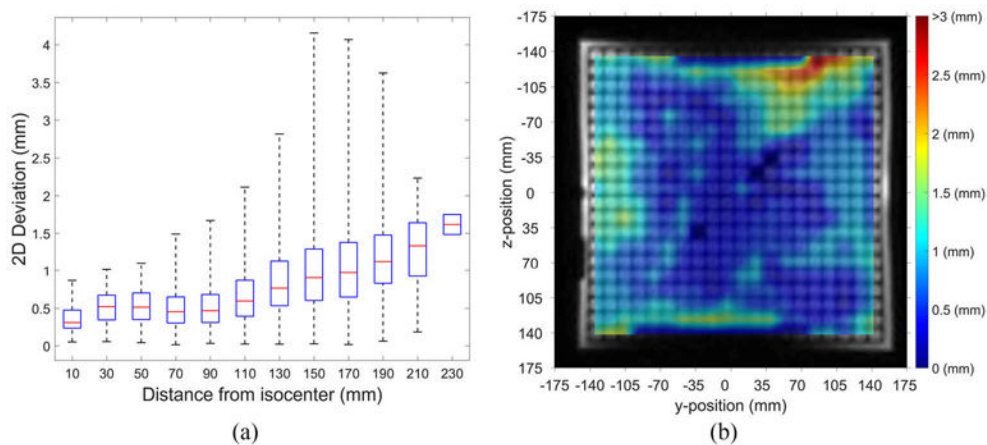 4
3.5
3
2.5
2
1.5
1
0.5
0
2D Deviation (mm)
10 30 50 70 90 110 130 150 170 190 210 230
Distance from isocenter (mm)
(a)
-175
-140
-105
-70
-35
0
35
70
105
140
175
z-position (mm)
-175 -140 -105 -70 -35 0 35 70 105 140 175
y-position (mm)
>3 (mm)
2.5 (mm)
2 (mm)
1.5 (mm)
1 (mm)
0.5 (mm)
0 (mm)
(b)